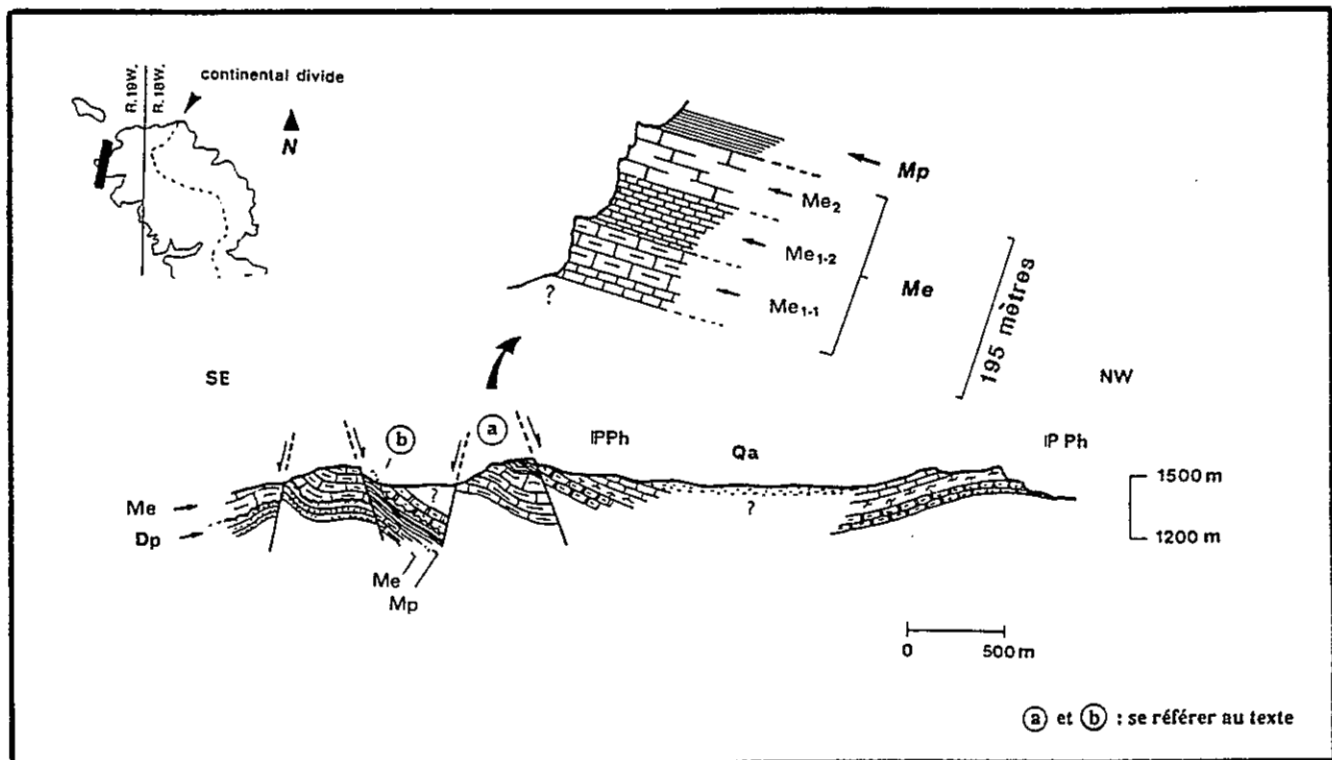 R.19W.
R.18W.
continental divide
N
Mp
Me2
Me1-2
Me
Me1-1
?
195 mètres
SE
NW
b
a
IPPh
Qa
IP Ph
Me
Dp
?
?
1500 m
1200 m
Me
Mp
0 500 m
a et b : se référer au texte